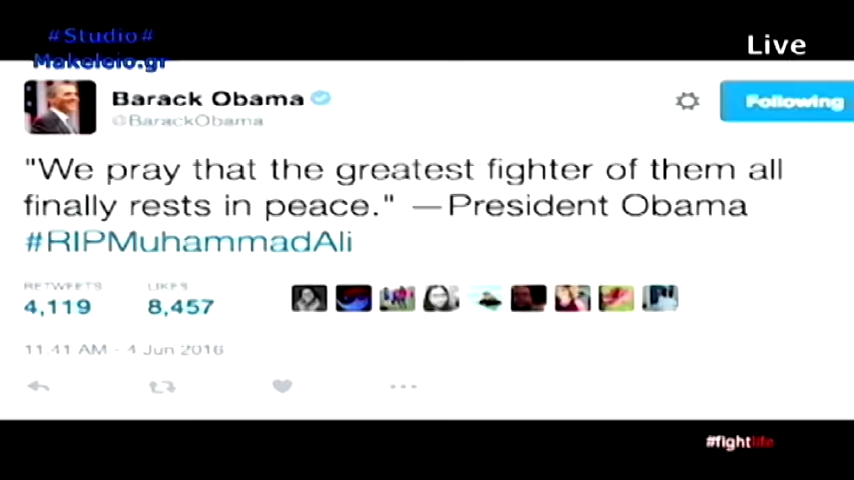 #Studio#
Makeleio.gr
Live
Barack Obama
@BarackObama
Following
"We pray that the greatest fighter of them all
finally rests in peace." —President Obama
#RIPMuhammadAli
RETWEETS
LIKES
4,119
8,457
11:41 AM - 4 Jun 2016
#fightlife